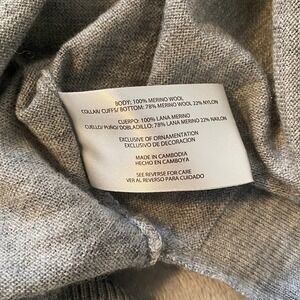 BODY: 100% MERINO WOOL
COLLAR/ CUFFS/ BOTTOM: 78% MERINO WOOL 22% NYLON
CUERPO: 100% LANA MERINO
CUELLO/ PUÑO/DOBLADILLO: 78% LANA MERINO 22% NAILON
EXCLUSIVE OF ORNAMENTATION
EXCLUSIVO DE DECORACION
MADE IN CAMBODIA
HECHO EN CAMBOYA
SEE REVERSE FOR CARE
VER AL REVERSO PARA CUIDADO